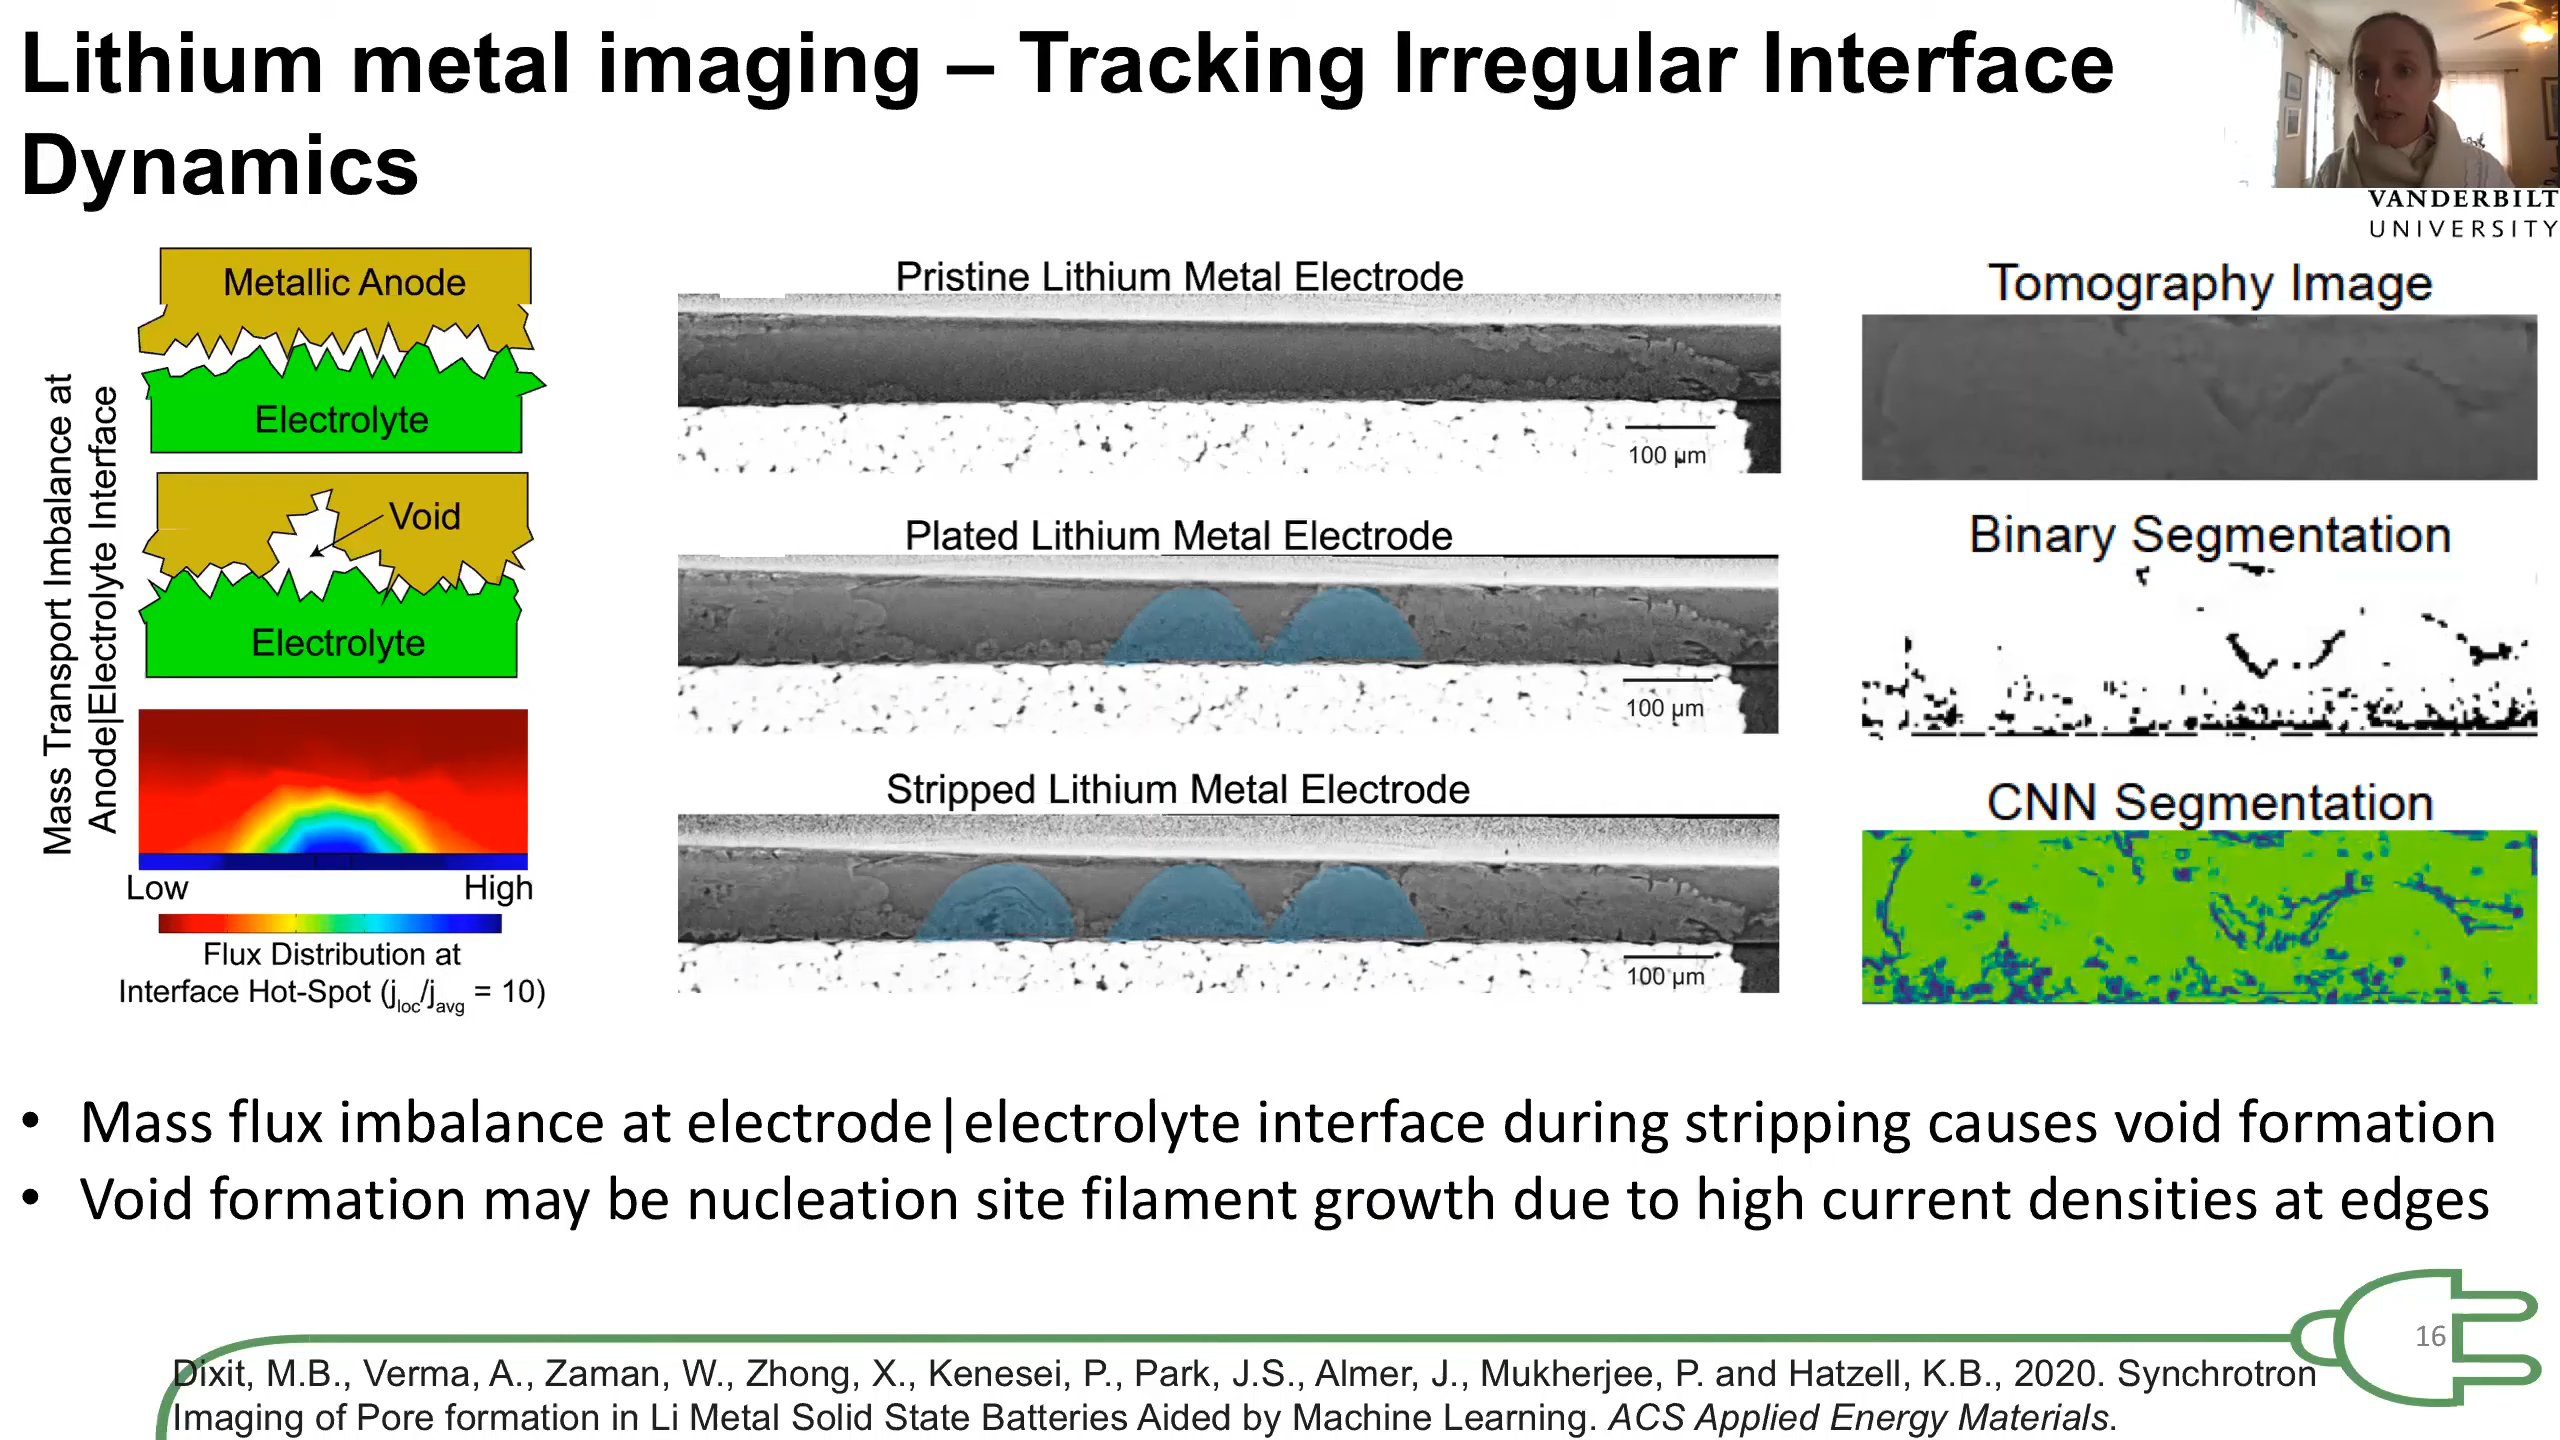 Lithium metal imaging – Tracking Irregular Interface
Dynamics
VANDERBILT
UNIVERSITY
Mass Transport Imbalance at
Anode|Electrolyte Interface
Metallic Anode
Electrolyte
Void
Electrolyte
Low High
Flux Distribution at
Interface Hot-Spot (jloc/javg = 10)
Pristine Lithium Metal Electrode
100 µm
Plated Lithium Metal Electrode
100 µm
Stripped Lithium Metal Electrode
100 µm
Tomography Image
Binary Segmentation
CNN Segmentation
• Mass flux imbalance at electrode|electrolyte interface during stripping causes void formation
• Void formation may be nucleation site filament growth due to high current densities at edges
16
Dixit, M.B., Verma, A., Zaman, W., Zhong, X., Kenesei, P., Park, J.S., Almer, J., Mukherjee, P. and Hatzell, K.B., 2020. Synchrotron
Imaging of Pore formation in Li Metal Solid State Batteries Aided by Machine Learning. ACS Applied Energy Materials.